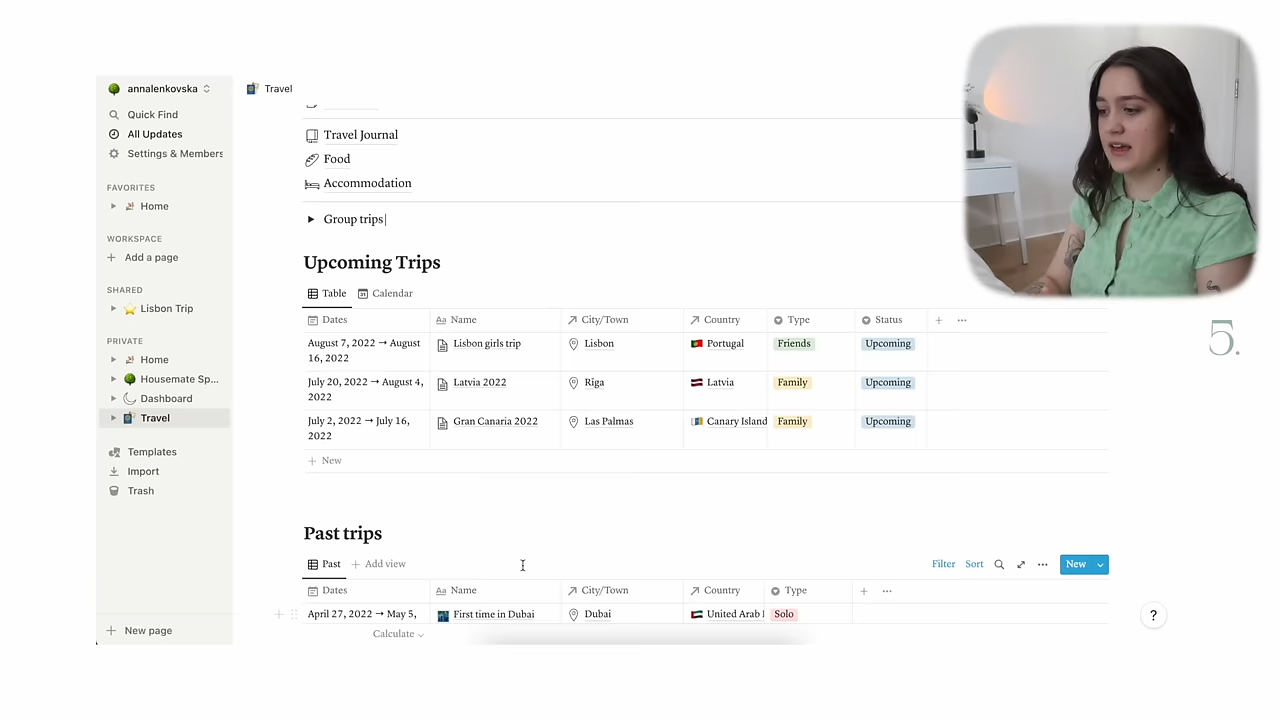 annalenkovska
Travel
Quick Find
All Updates
Settings & Members
FAVORITES
Home
WORKSPACE
Add a page
SHARED
Lisbon Trip
PRIVATE
Home
Housemate Sp...
Dashboard
Travel
Templates
Import
Trash
New page
Travel Journal
Food
Accommodation
Group trips
Upcoming Trips
Table Calendar
Dates Aa Name City/Town Country Type Status + ...
August 7, 2022 → August 16, 2022 Lisbon girls trip Lisbon Portugal Friends Upcoming
July 20, 2022 → August 4, 2022 Latvia 2022 Riga Latvia Family Upcoming
July 2, 2022 → July 16, 2022 Gran Canaria 2022 Las Palmas Canary Island Family Upcoming
+ New
Past trips
Past + Add view Filter Sort ... New
Dates Aa Name City/Town Country Type + ...
April 27, 2022 → May 5, First time in Dubai Dubai United Arab Solo
Calculate
?
5.